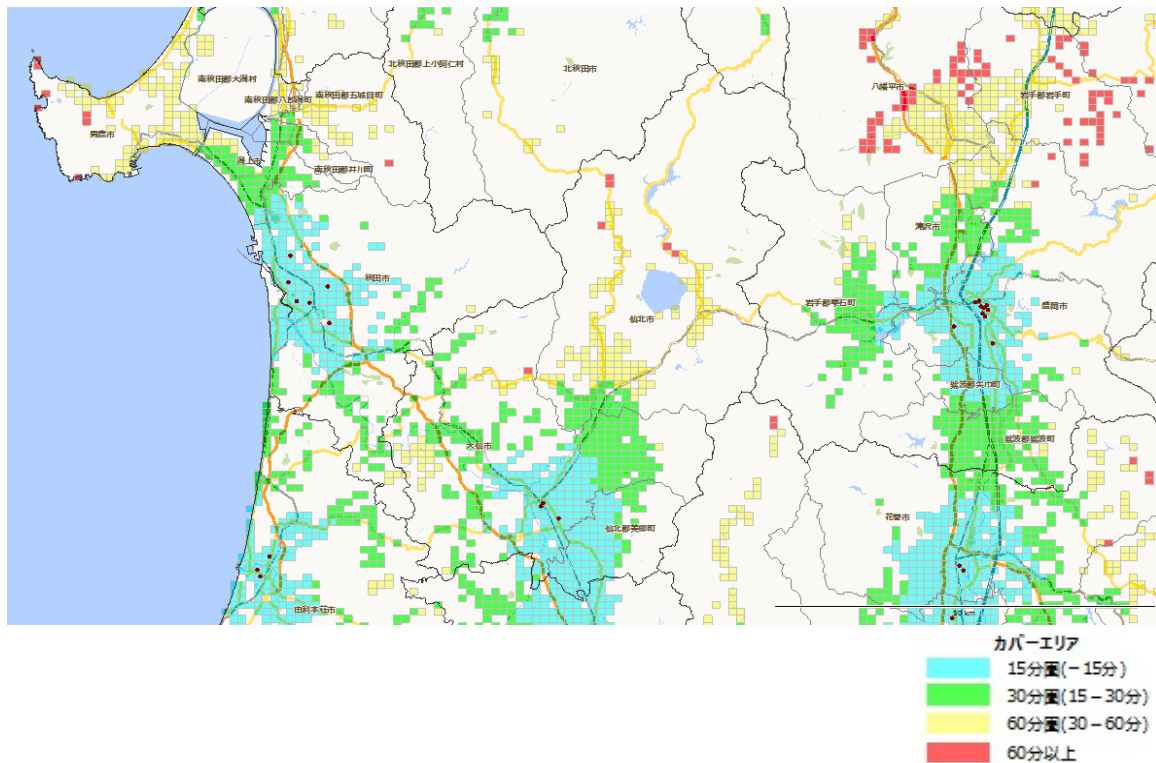 北秋田郡上小阿仁村
北秋田市
南秋田郡大潟村
南秋田郡八郎潟町
南秋田郡五城目町
八幡平市
岩手郡岩手町
男鹿市
潟上市
南秋田郡井川町
滝沢市
秋田市
岩手郡雫石町
盛岡市
仙北市
紫波郡矢巾町
紫波郡紫波町
大仙市
花巻市
仙北郡美郷町
由利本荘市
50 km
カバーエリア
15分圏(－15分)
30分圏(15－30分)
60分圏(30－60分)
60分以上